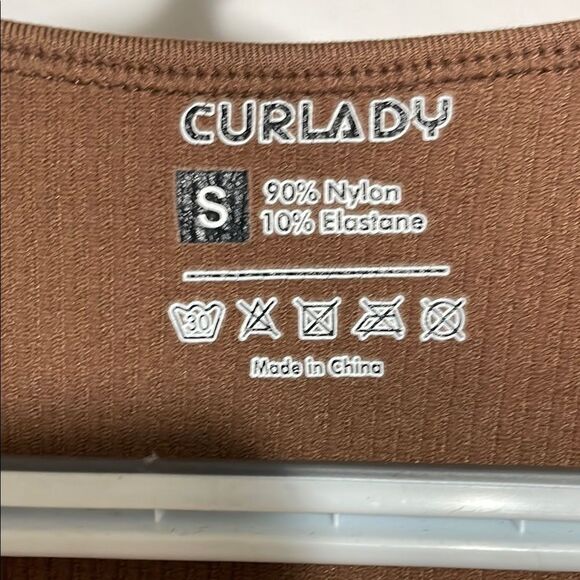 CURLADY
S
90% Nylon
10% Elastane
30
Made in China